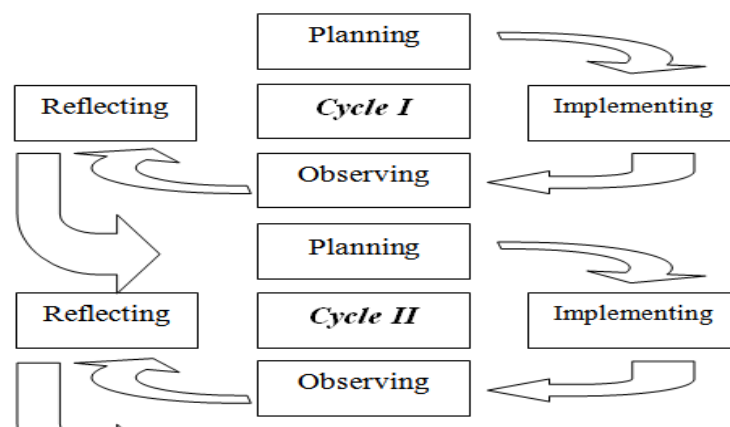 Planning
Reflecting
Cycle I
Implementing
Observing
Planning
Reflecting
Cycle II
Implementing
Observing